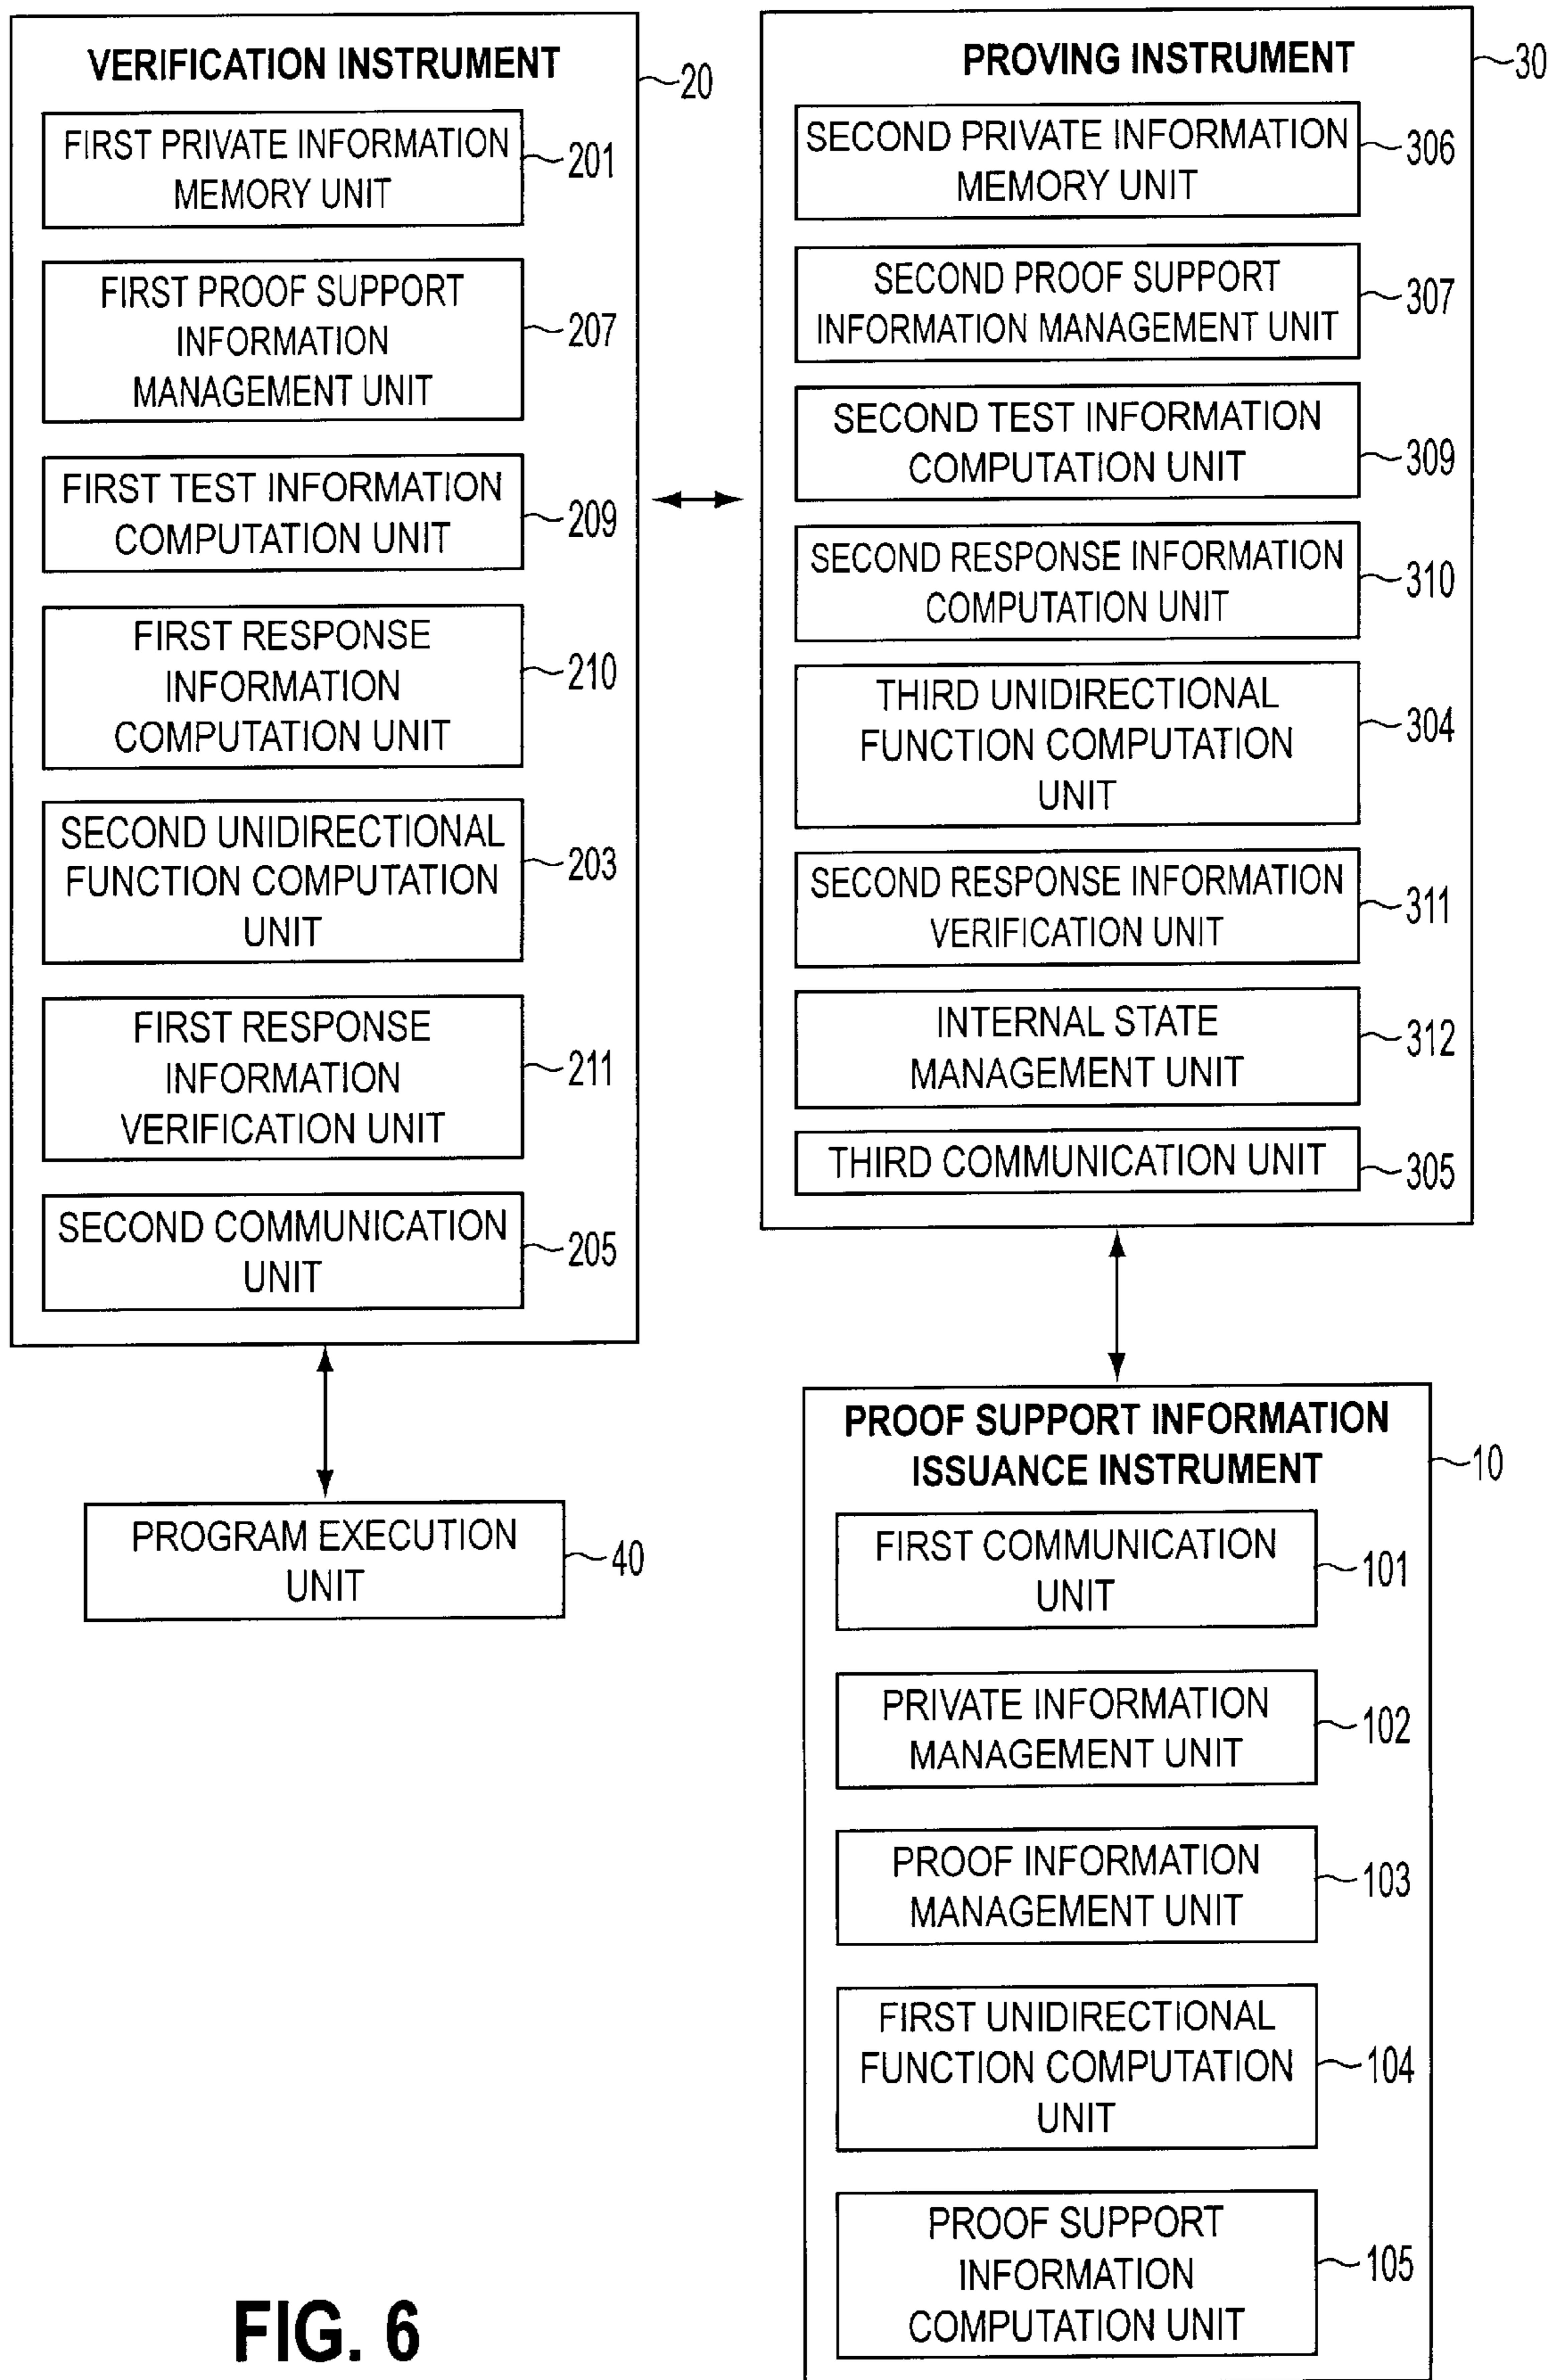 VERIFICATION INSTRUMENT
20
FIRST PRIVATE INFORMATION
MEMORY UNIT
201
FIRST PROOF SUPPORT
INFORMATION
MANAGEMENT UNIT
207
FIRST TEST INFORMATION
COMPUTATION UNIT
209
FIRST RESPONSE
INFORMATION
COMPUTATION UNIT
210
SECOND UNIDIRECTIONAL
FUNCTION COMPUTATION
UNIT
203
FIRST RESPONSE
INFORMATION
VERIFICATION UNIT
211
SECOND COMMUNICATION
UNIT
205
PROGRAM EXECUTION
UNIT
40
PROVING INSTRUMENT
30
SECOND PRIVATE INFORMATION
MEMORY UNIT
306
SECOND PROOF SUPPORT
INFORMATION MANAGEMENT UNIT
307
SECOND TEST INFORMATION
COMPUTATION UNIT
309
SECOND RESPONSE INFORMATION
COMPUTATION UNIT
310
THIRD UNIDIRECTIONAL
FUNCTION COMPUTATION
UNIT
304
SECOND RESPONSE INFORMATION
VERIFICATION UNIT
311
INTERNAL STATE
MANAGEMENT UNIT
312
THIRD COMMUNICATION UNIT
305
PROOF SUPPORT INFORMATION
ISSUANCE INSTRUMENT
10
FIRST COMMUNICATION
UNIT
101
PRIVATE INFORMATION
MANAGEMENT UNIT
102
PROOF INFORMATION
MANAGEMENT UNIT
103
FIRST UNIDIRECTIONAL
FUNCTION COMPUTATION
UNIT
104
PROOF SUPPORT
INFORMATION
COMPUTATION UNIT
105
FIG. 6